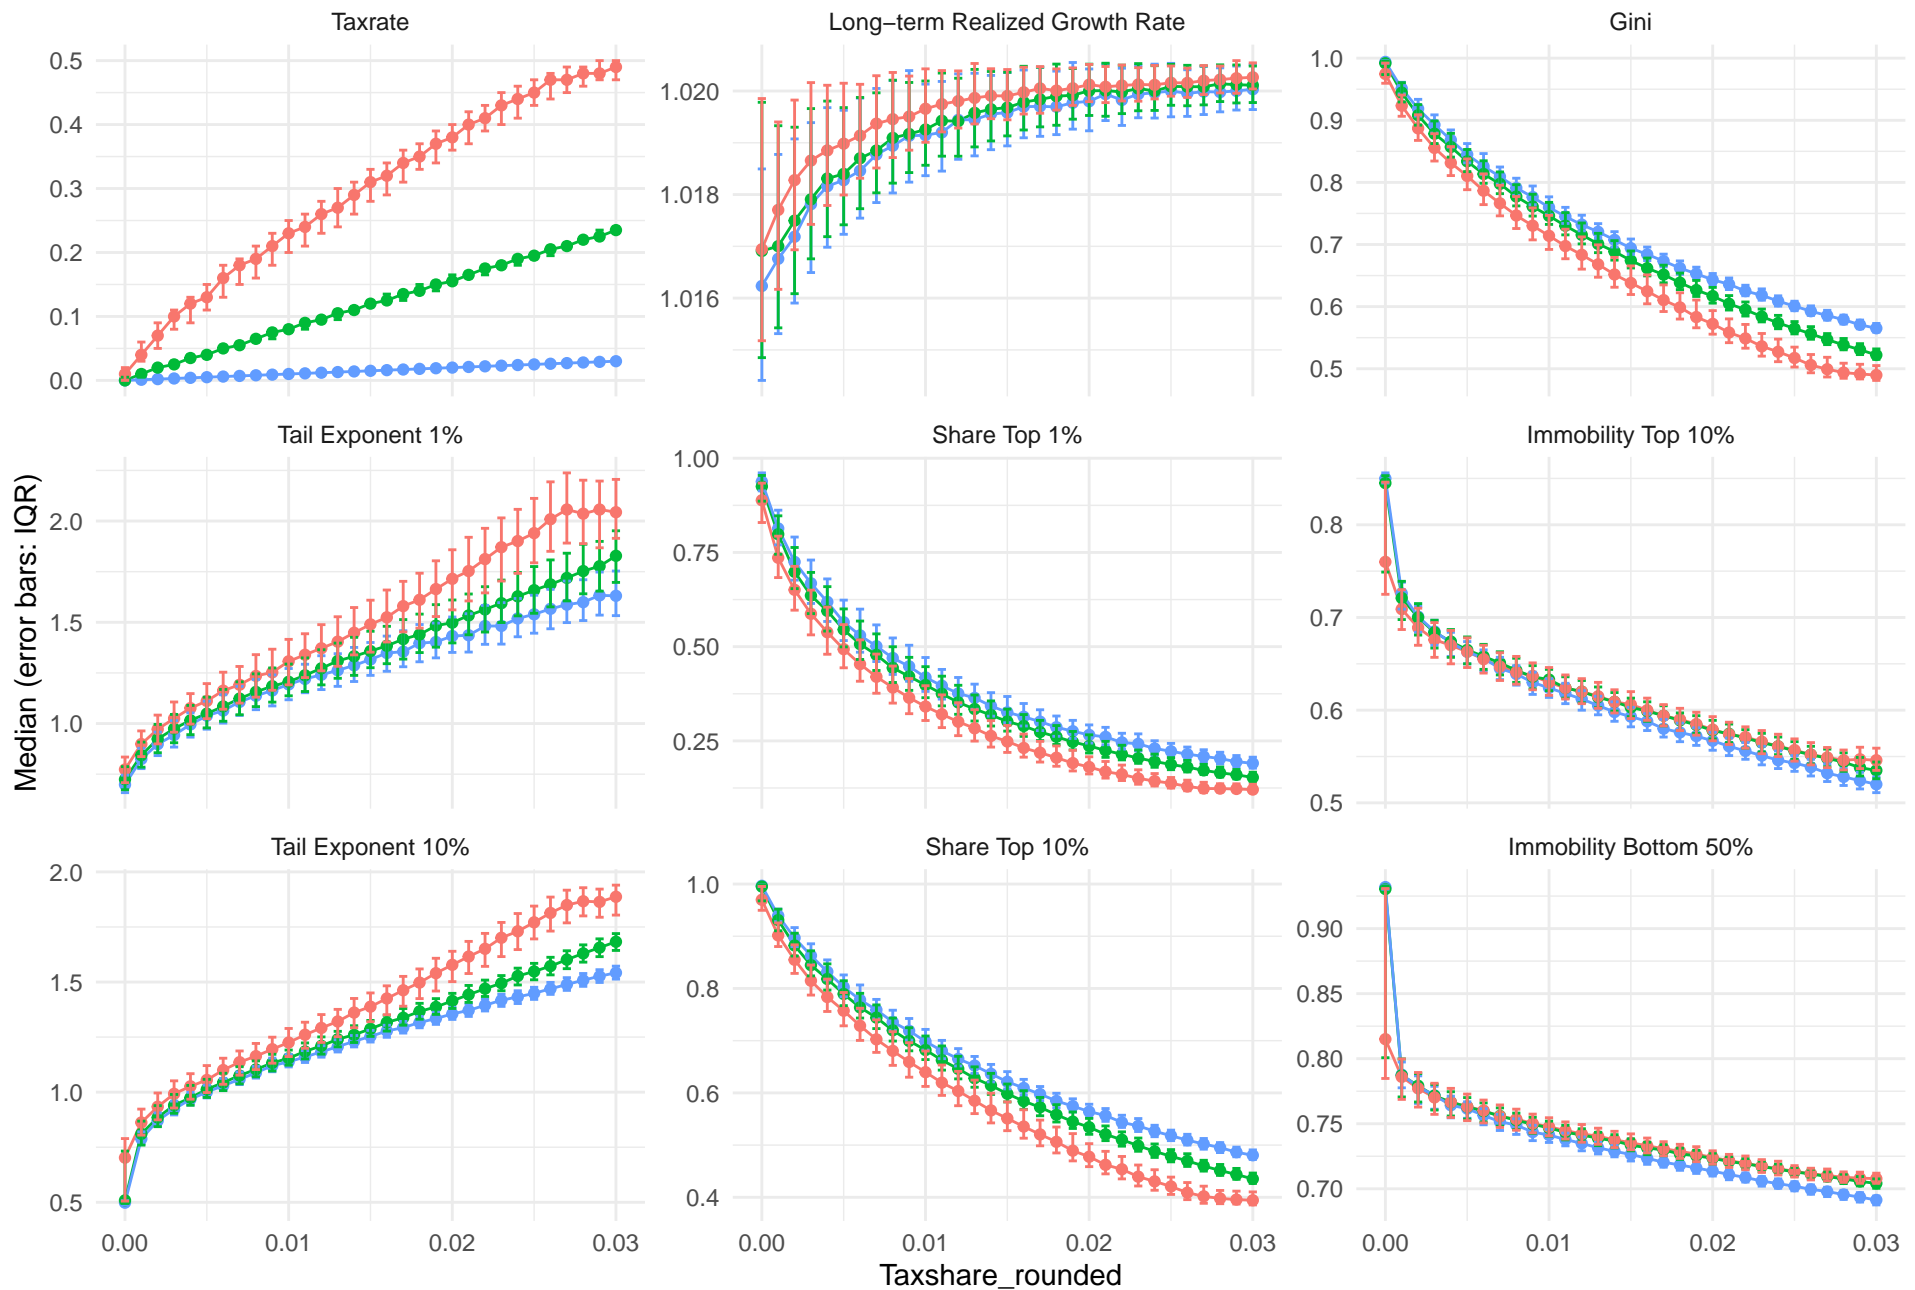 Taxrate
Long−term Realized Growth Rate
Gini
0.5
0.4
0.3
0.2
0.1
0.0
1.020
1.018
1.016
1.0
0.9
0.8
0.7
0.6
0.5
Tail Exponent 1%
Share Top 1%
Immobility Top 10%
2.0
1.5
1.0
1.00
0.75
0.50
0.25
0.8
0.7
0.6
0.5
Median (error bars: IQR)
Tail Exponent 10%
Share Top 10%
Immobility Bottom 50%
2.0
1.5
1.0
0.5
1.0
0.8
0.6
0.4
0.90
0.85
0.80
0.75
0.70
0.00 0.01 0.02 0.03
0.00 0.01 0.02 0.03
0.00 0.01 0.02 0.03
Taxshare_rounded